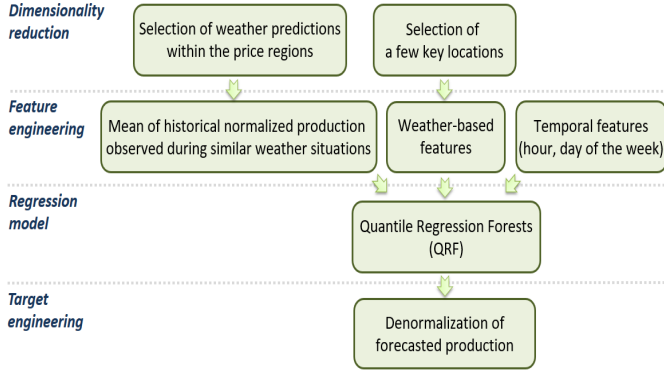 Dimensionality
reduction
Selection of weather predictions
within the price regions
Selection of
a few key locations
Feature
engineering
Mean of historical normalized production
observed during similar weather situations
Weather-based
features
Temporal features
(hour, day of the week)
Regression
model
Quantile Regression Forests
(QRF)
Target
engineering
Denormalization of
forecasted production